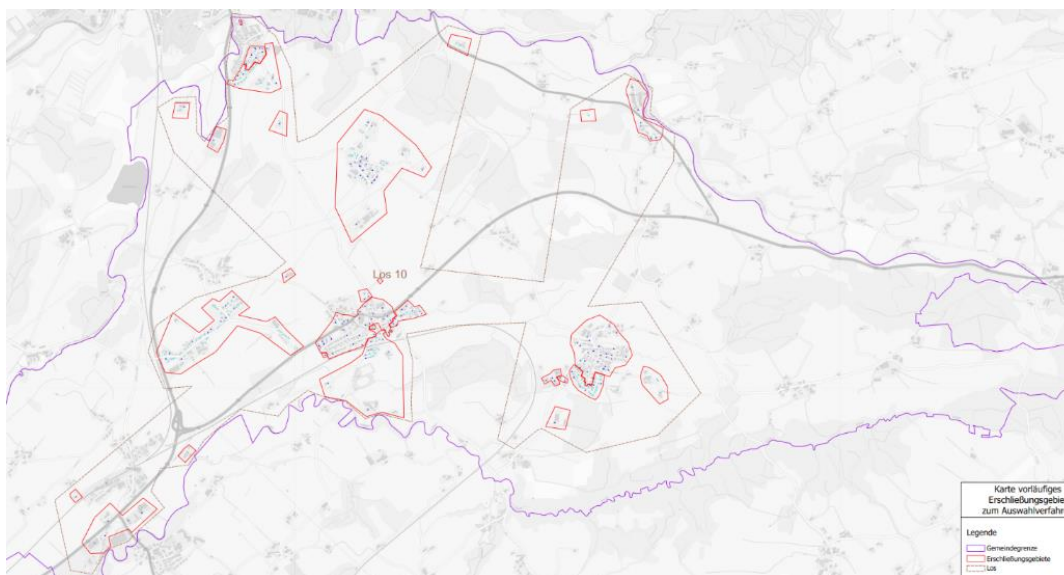 Los 10
Karte vorläufiges
Erschließungsgebie
zum Auswahlverfahr
Legende
Gemeindegrenze
Erschließungsgebiete
Los